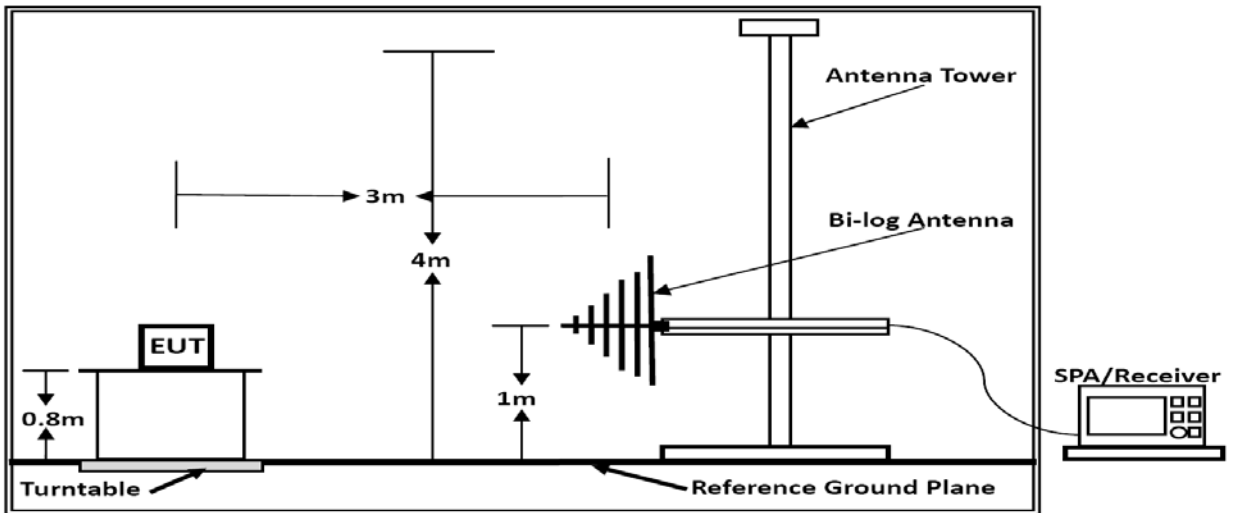 Antenna Tower
3m
Bi-log Antenna
4m
EUT
SPA/Receiver
1m
0.8m
Turntable
Reference Ground Plane